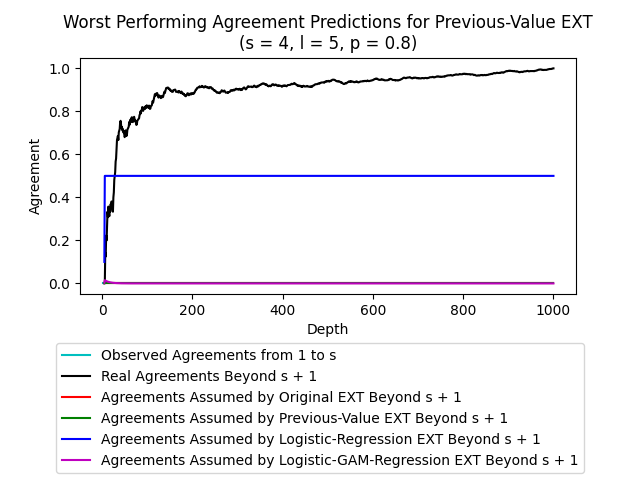 Worst Performing Agreement Predictions for Previous-Value EXT
(s = 4, l = 5, p = 0.8)
1.0
0.8
0.6
0.4
0.2
0.0
Agreement
0 200 400 600 800 1000
Depth
Observed Agreements from 1 to s
Real Agreements Beyond s + 1
Agreements Assumed by Original EXT Beyond s + 1
Agreements Assumed by Previous-Value EXT Beyond s + 1
Agreements Assumed by Logistic-Regression EXT Beyond s + 1
Agreements Assumed by Logistic-GAM-Regression EXT Beyond s + 1